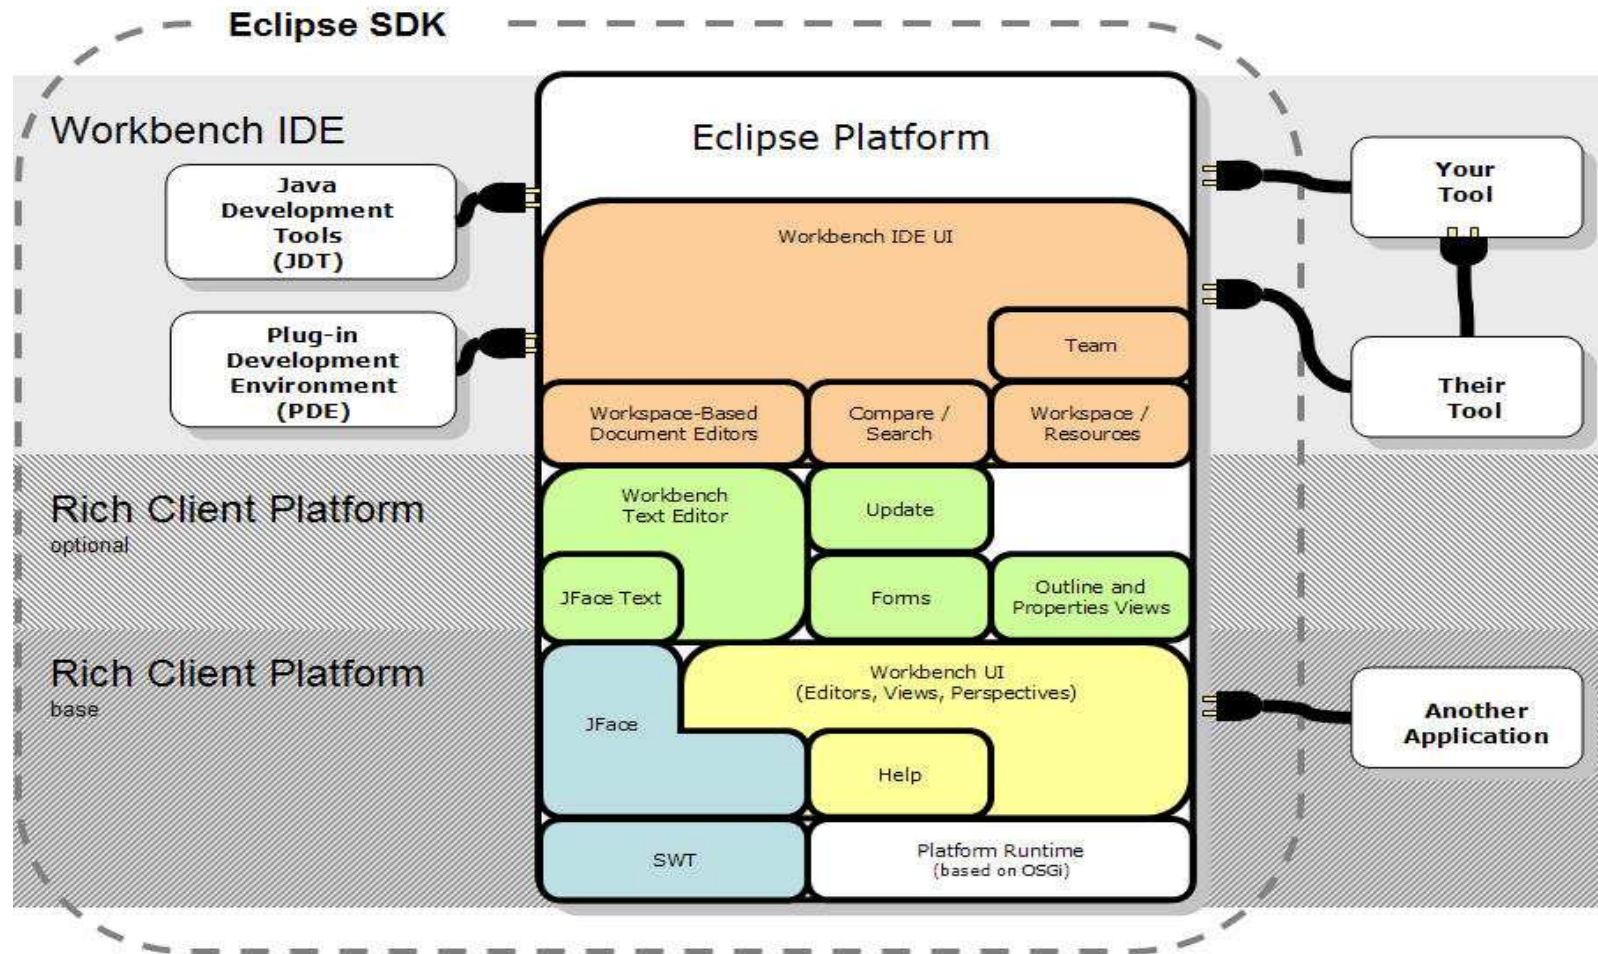 Eclipse SDK
Workbench IDE
Java
Development
Tools
(JDT)
Plug-in
Development
Environment
(PDE)
Eclipse Platform
Workbench IDE UI
Team
Workspace-Based
Document Editors
Compare /
Search
Workspace /
Resources
Your
Tool
Their
Tool
Rich Client Platform
optional
Workbench
Text Editor
Update
JFace Text
Forms
Outline and
Properties Views
Rich Client Platform
base
JFace
Workbench UI
(Editors, Views, Perspectives)
Help
SWT
Platform Runtime
(based on OSGi)
Another
Application